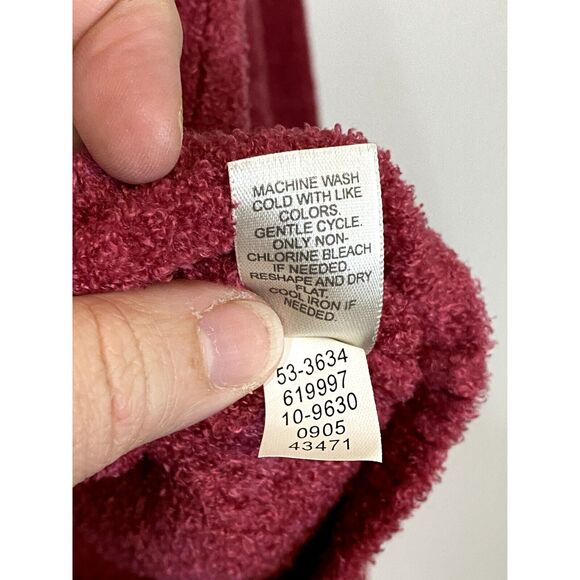 MACHINE WASH
COLD WITH LIKE
COLORS.
GENTLE CYCLE.
ONLY NON-
CHLORINE BLEACH
IF NEEDED.
RESHAPE AND DRY
FLAT.
COOL IRON IF
NEEDED.
53-3634
619997
10-9630
0905
43471